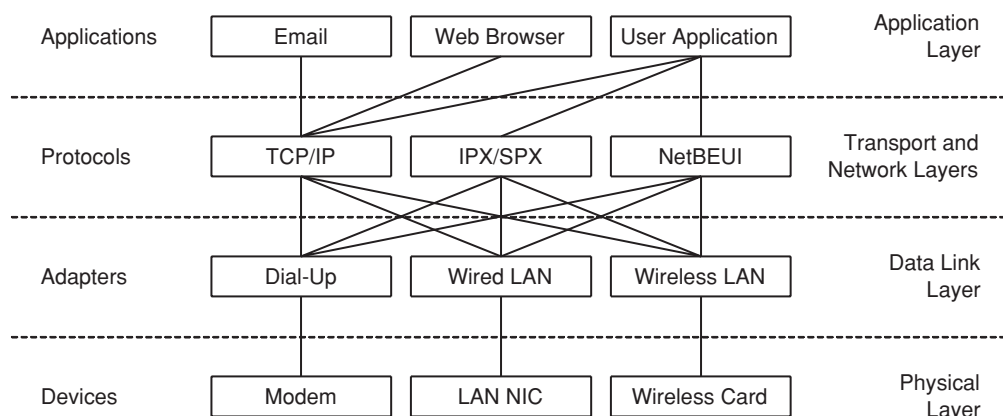 Applications Email Web Browser User Application Application
Layer
Protocols TCP/IP IPX/SPX NetBEUI Transport and
Network Layers
Adapters Dial-Up Wired LAN Wireless LAN Data Link
Layer
Devices Modem LAN NIC Wireless Card Physical
Layer